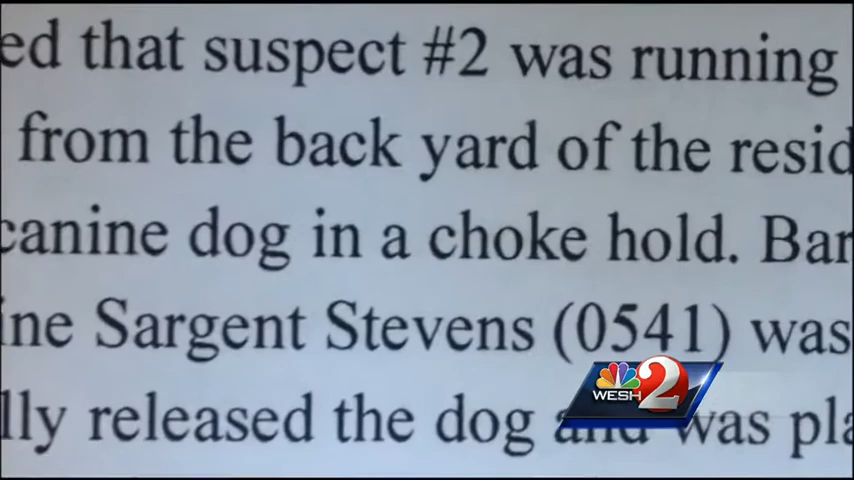 ed that suspect #2 was running
from the back yard of the resid
canine dog in a choke hold. Bar
ine Sargent Stevens (0541) was
lly released the dog and was pla
WESH 2